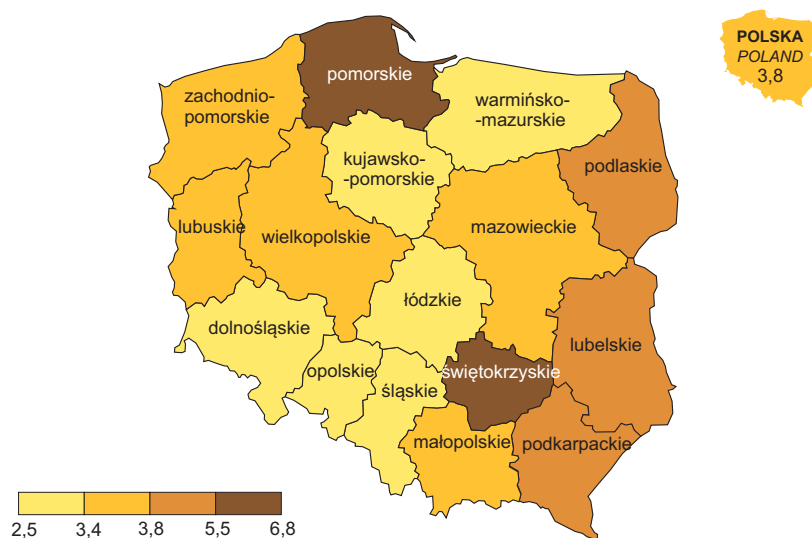 POLSKA
POLAND
3,8
pomorskie
zachodnio-
pomorskie
warmińsko-
-mazurskie
kujawsko-
-pomorskie
podlaskie
lubuskie
wielkopolskie
mazowieckie
łódzkie
dolnośląskie
lubelskie
opolskie
świętokrzyskie
śląskie
małopolskie
podkarpackie
2,5 3,4 3,8 5,5 6,8